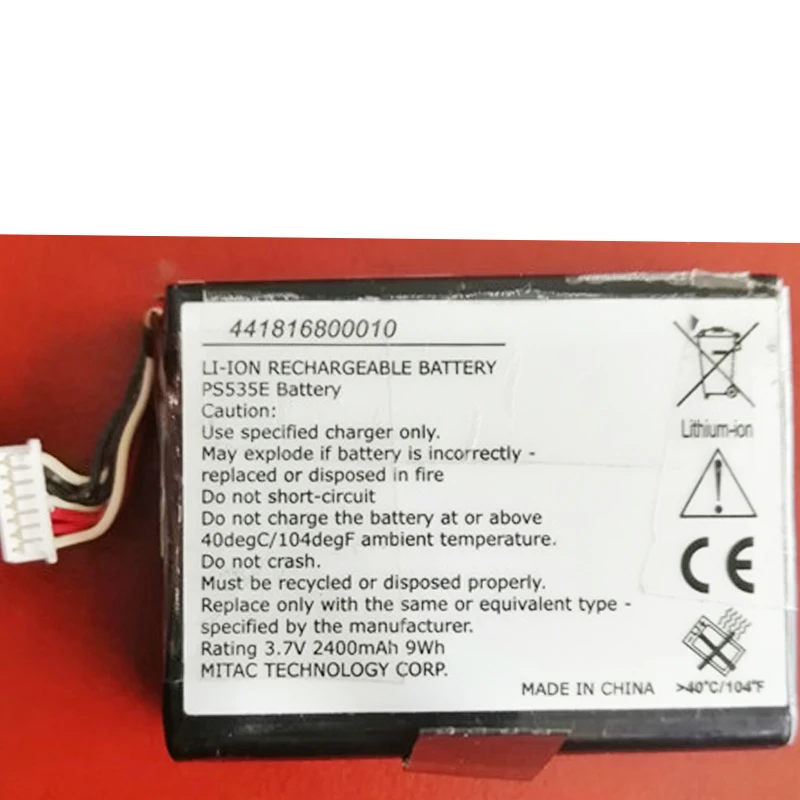 441816800010
LI-ION RECHARGEABLE BATTERY
PS535E Battery
Caution:
Use specified charger only.
May explode if battery is incorrectly -
replaced or disposed in fire
Do not short-circuit
Do not charge the battery at or above
40degC/104degF ambient temperature.
Do not crash.
Must be recycled or disposed properly.
Replace only with the same or equivalent type -
specified by the manufacturer.
Rating 3.7V 2400mAh 9Wh
MITAC TECHNOLOGY CORP.
MADE IN CHINA
Lithium-ion
CE
>40°C/104°F